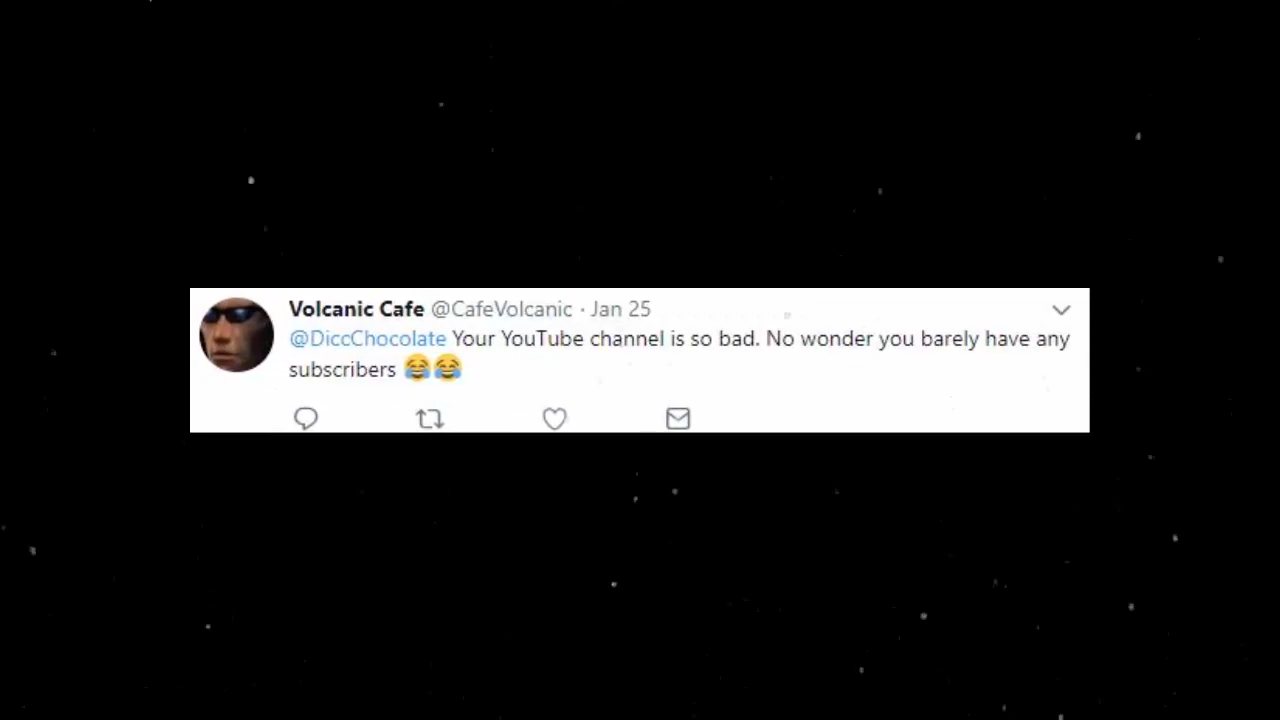 Volcanic Cafe @CafeVolcanic · Jan 25
@DiccChocolate Your YouTube channel is so bad. No wonder you barely have any
subscribers 😂😂